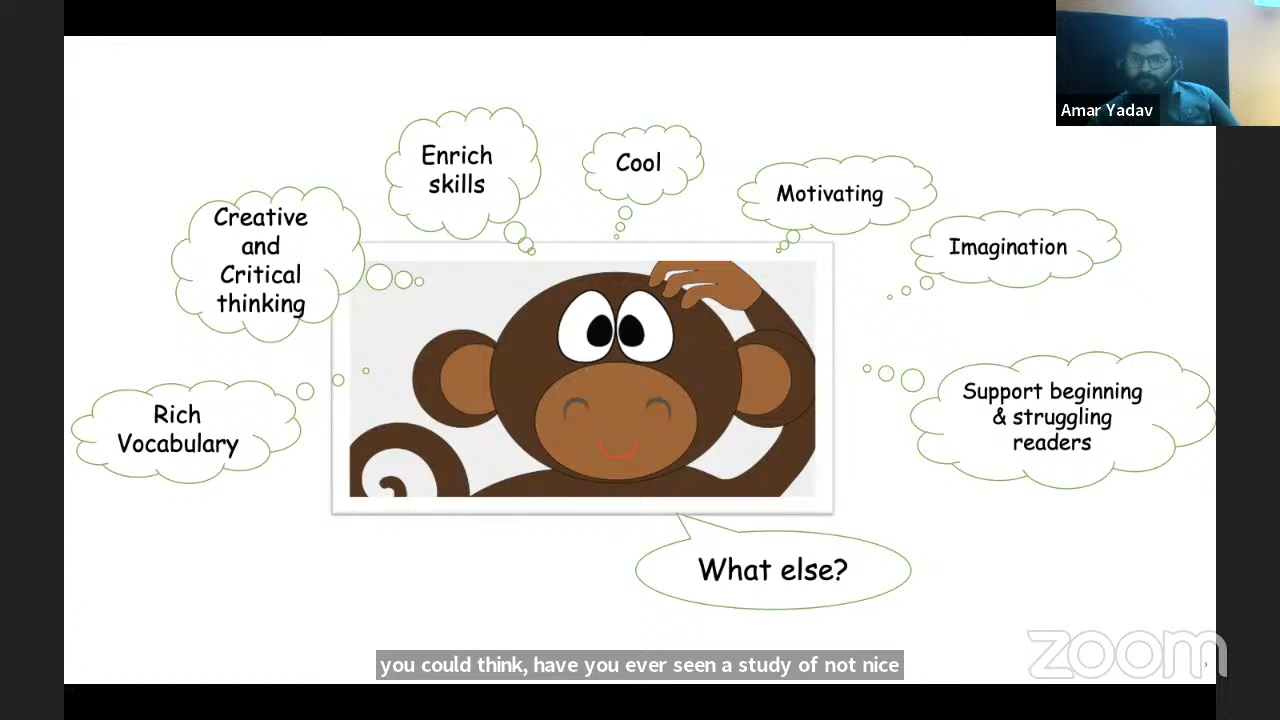 Amar Yadav
Enrich
skills
Cool
Motivating
Creative
and
Critical
thinking
Imagination
Rich
Vocabulary
Support beginning
& struggling
readers
What else?
zoom
you could think, have you ever seen a study of not nice